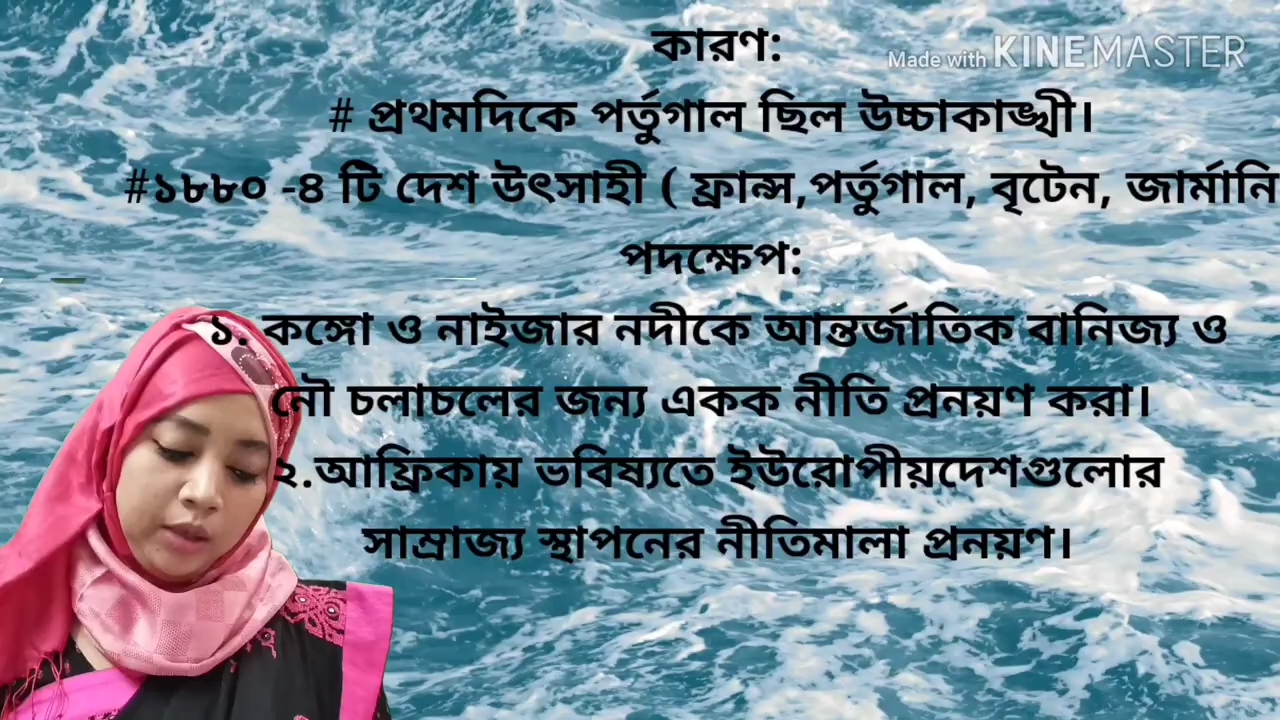 কারণ:
Made with KINEMASTER
# প্রথমদিকে পর্তুগাল ছিল উচ্চাকাঙ্খী।
#১৮৮০ -৪ টি দেশ উৎসাহী ( ফ্রান্স,পর্তুগাল, বৃটেন, জার্মানি
পদক্ষেপ:
১. কঙ্গো ও নাইজার নদীকে আন্তর্জাতিক বানিজ্য ও
নৌ চলাচলের জন্য একক নীতি প্রনয়ণ করা।
২.আফ্রিকায় ভবিষ্যতে ইউরোপীয়দেশগুলোর
সাম্রাজ্য স্থাপনের নীতিমালা প্রনয়ণ।